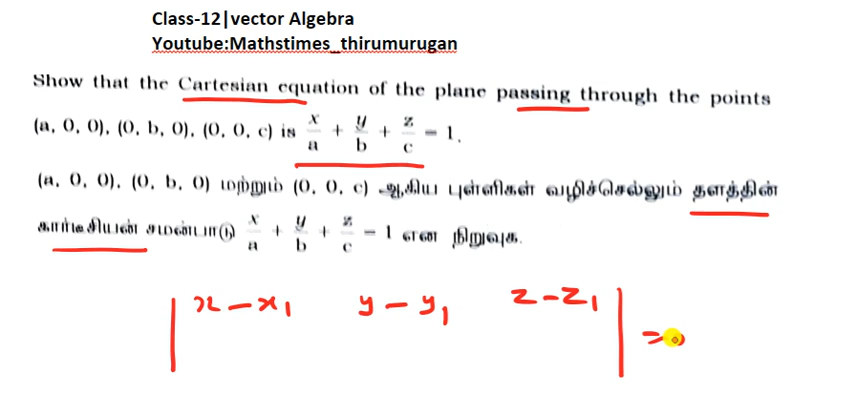 Class-12|vector Algebra
Youtube:Mathstimes_thirumurugan
Show that the Cartesian equation of the plane passing through the points
(a, 0, 0), (0, b, 0), (0, 0, c) is x/a + y/b + z/c = 1.
(a, 0, 0), (0, b, 0) மற்றும் (0, 0, c) ஆகிய புள்ளிகள் வழிச்செல்லும் தளத்தின்
கார்டீசியன் சமன்பாடு x/a + y/b + z/c = 1 என நிறுவுக.
| x-x₁ y-y₁ z-z₁ | =0